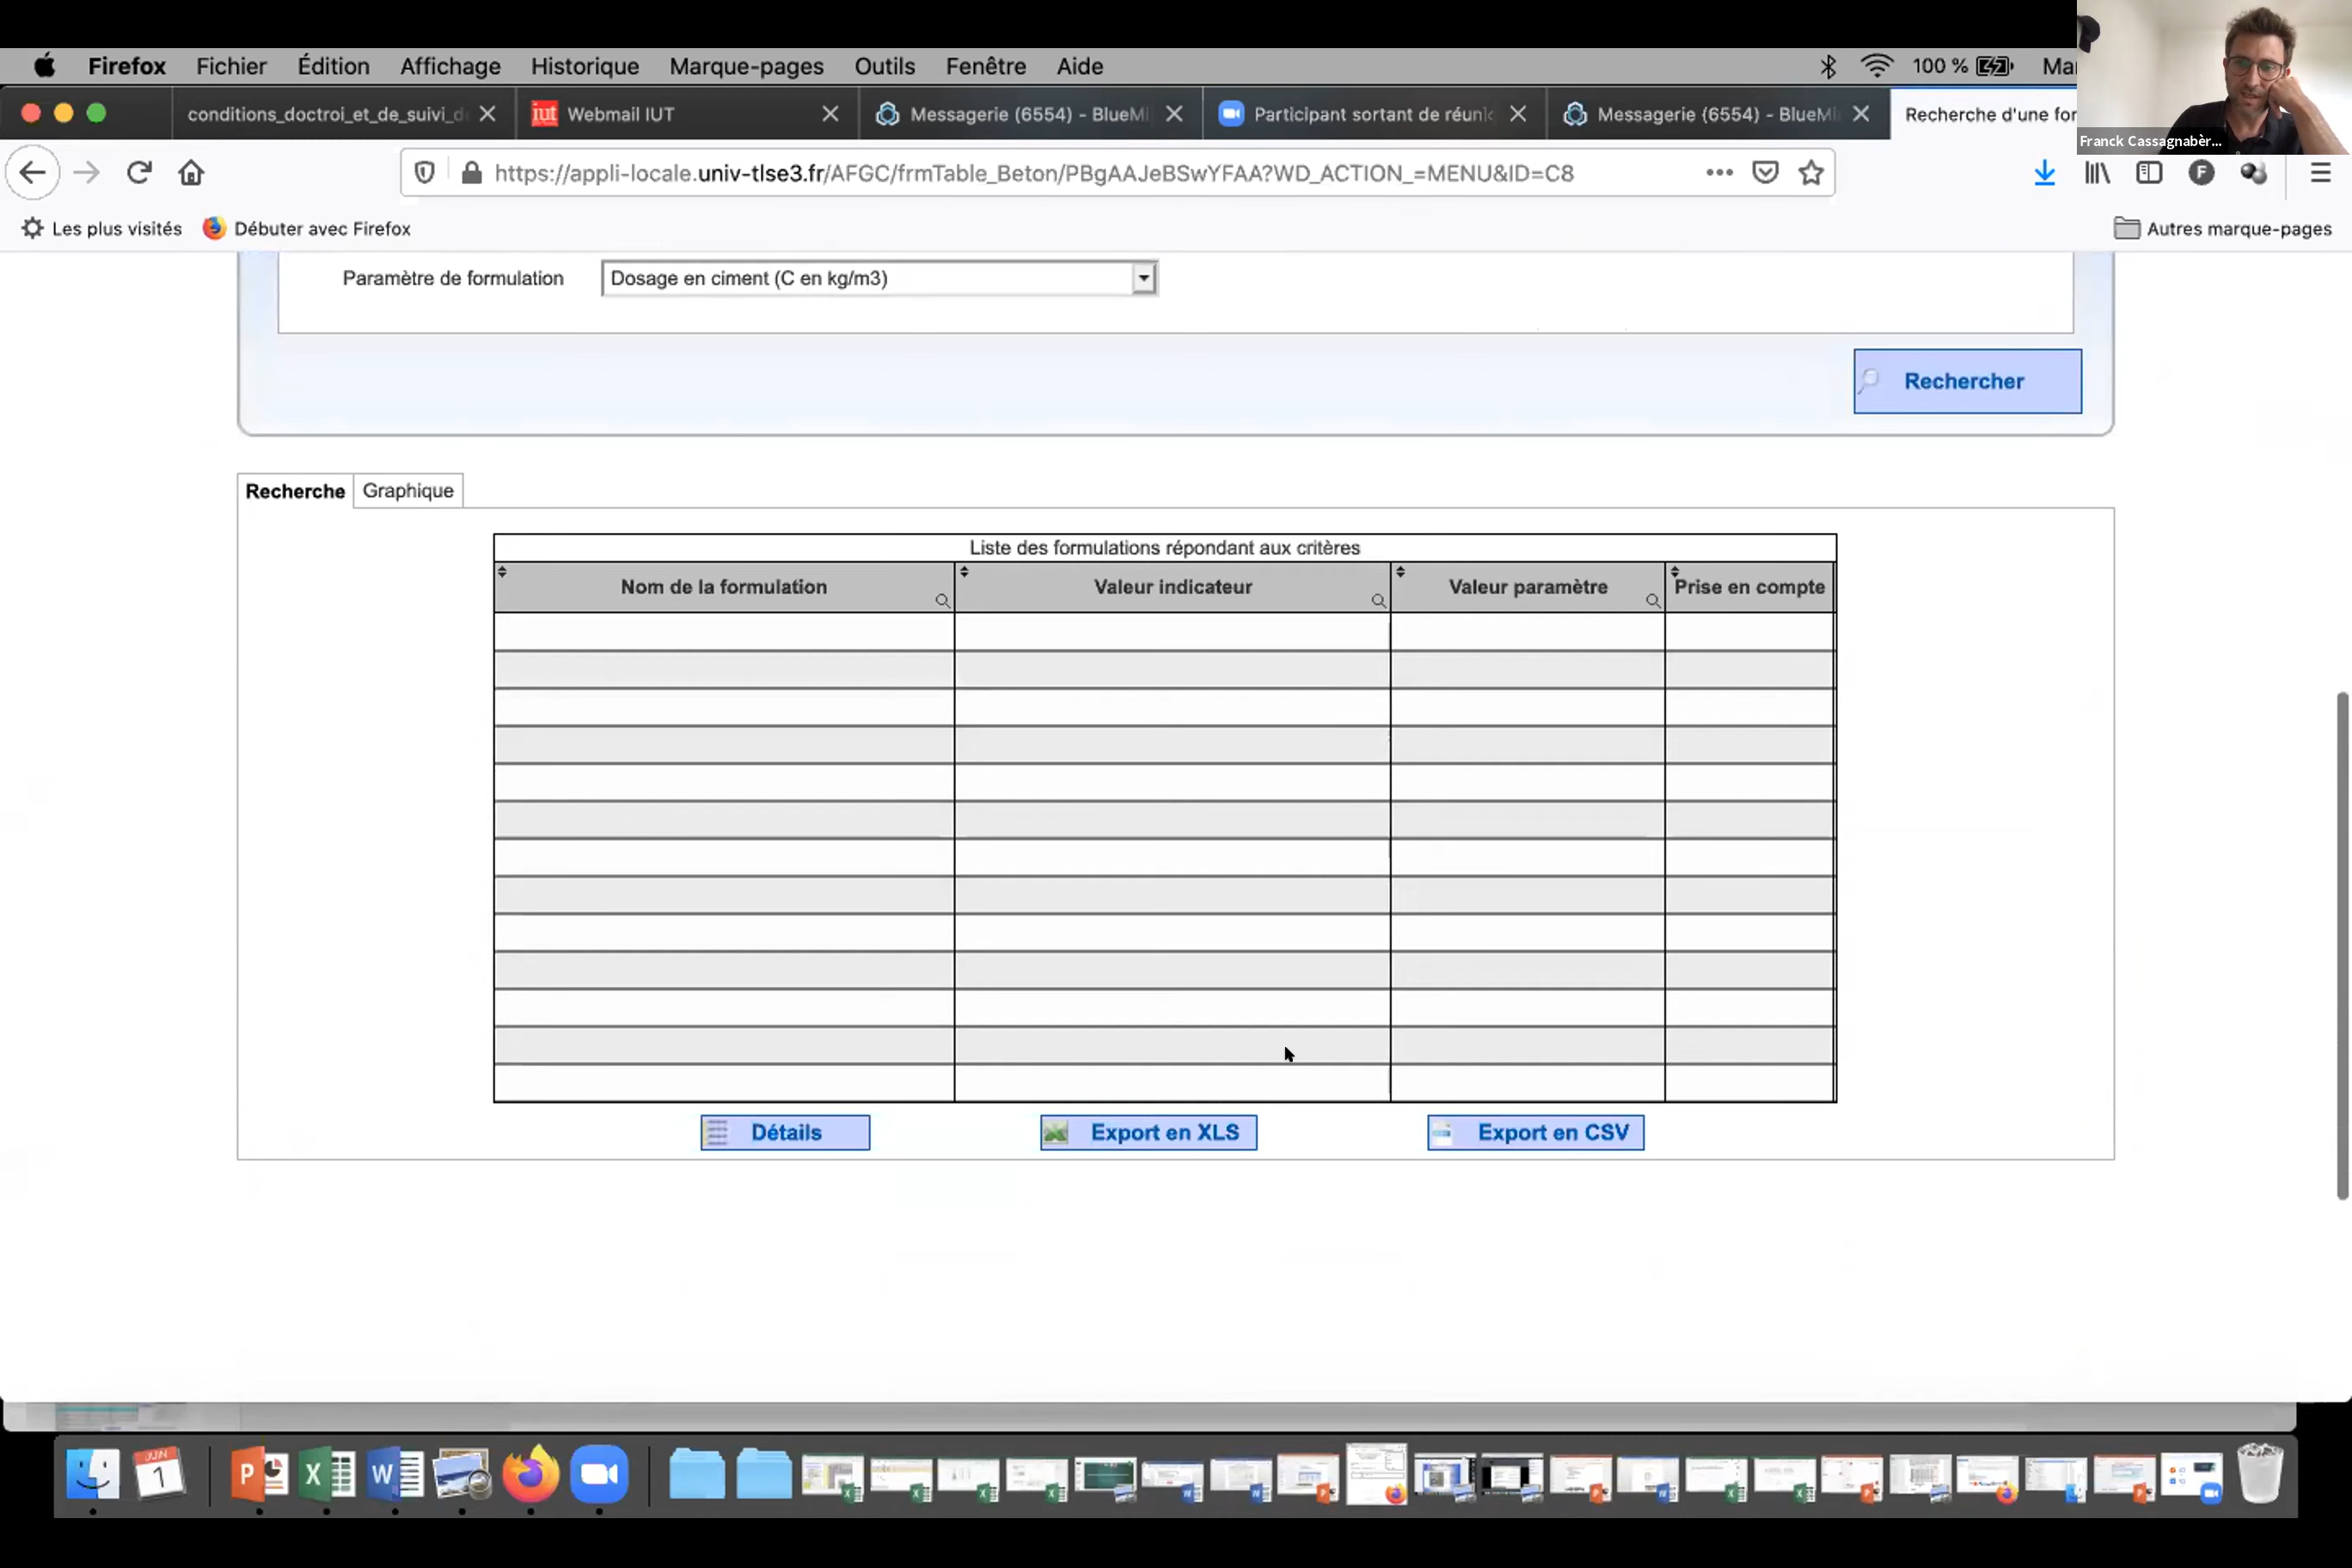 Firefox Fichier Édition Affichage Historique Marque-pages Outils Fenêtre Aide 100 % Mar
conditions_doctroi_et_de_suivi_d Webmail IUT Messagerie (6554) - BlueMi Participant sortant de réuni Messagerie (6554) - BlueMi Recherche d'une for
Franck Cassagnabèr...
https://appli-locale.univ-tlse3.fr/AFGC/frmTable_Beton/PBgAAJeBSwYFAA?WD_ACTION_=MENU&ID=C8
Les plus visités Débuter avec Firefox Autres marque-pages
Paramètre de formulation Dosage en ciment (C en kg/m3)
Rechercher
Recherche Graphique
Liste des formulations répondant aux critères
Nom de la formulation Valeur indicateur Valeur paramètre Prise en compte
Détails Export en XLS Export en CSV
JUIN
1